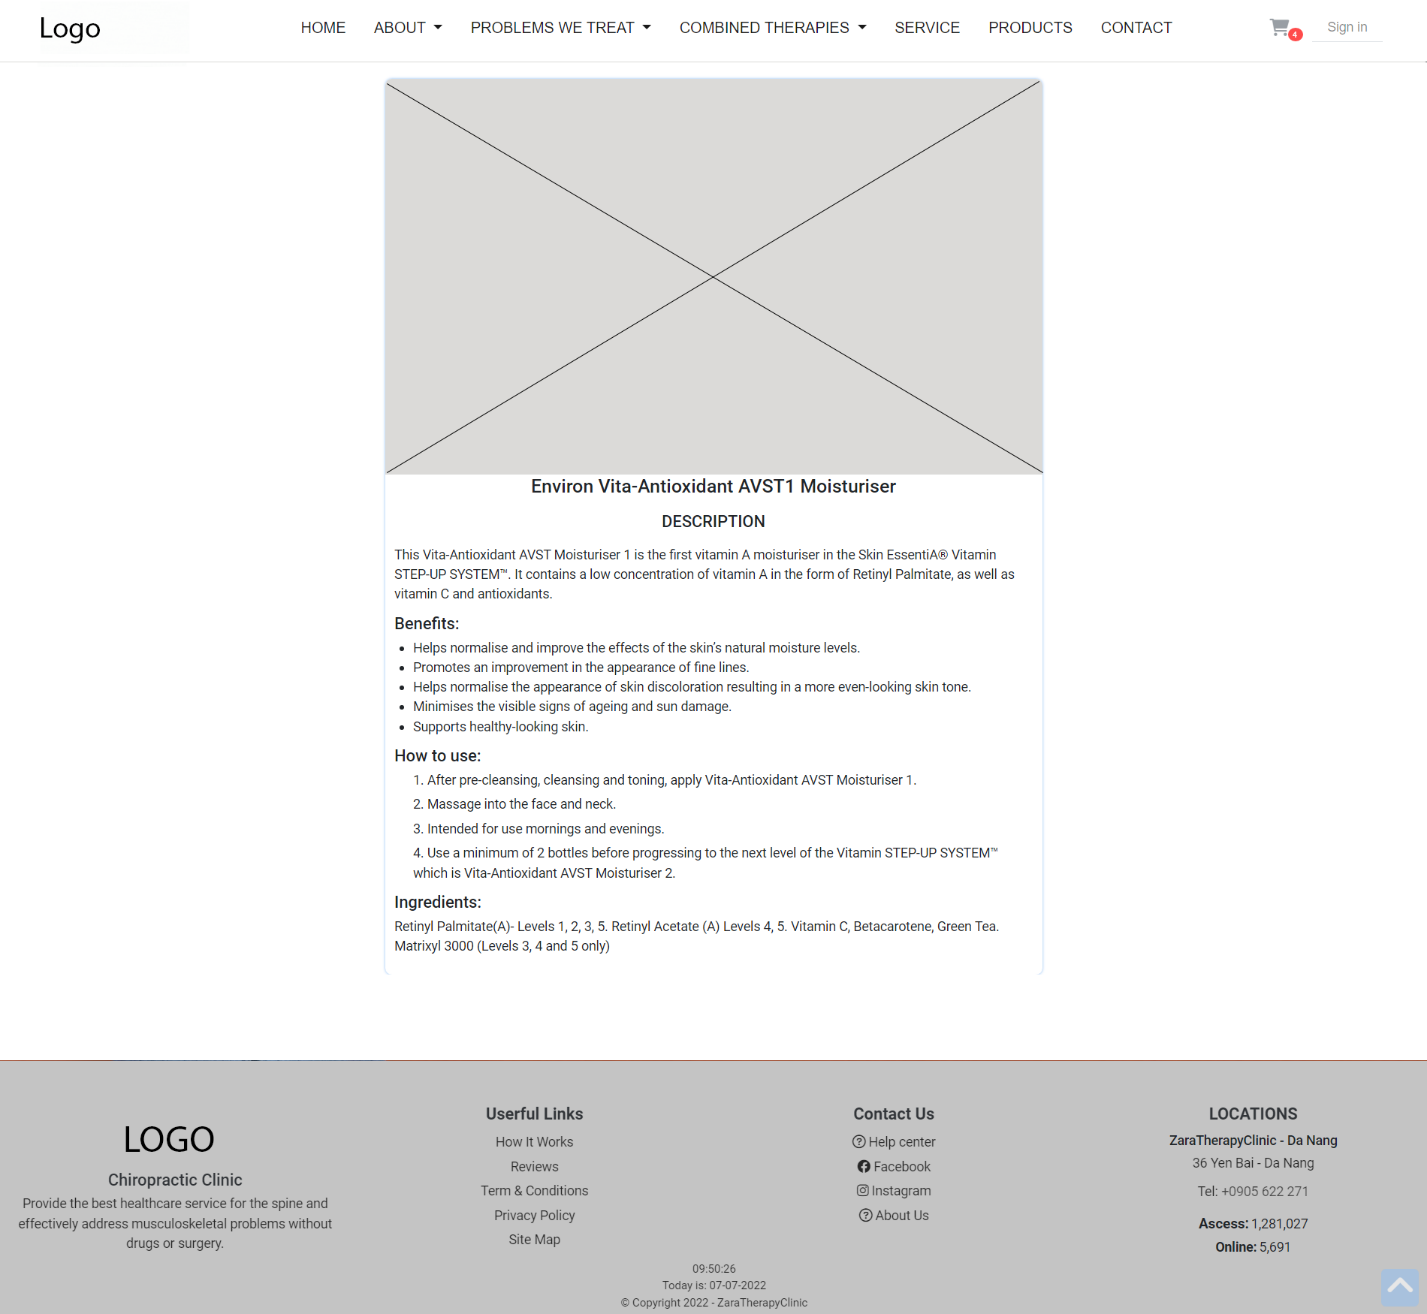 Logo
HOME ABOUT PROBLEMS WE TREAT COMBINED THERAPIES SERVICE PRODUCTS CONTACT
4
Sign in
Environ Vita-Antioxidant AVST1 Moisturiser
DESCRIPTION
This Vita-Antioxidant AVST Moisturiser 1 is the first vitamin A moisturiser in the Skin EssentiA® Vitamin
STEP-UP SYSTEM™. It contains a low concentration of vitamin A in the form of Retinyl Palmitate, as well as
vitamin C and antioxidants.
Benefits:
• Helps normalise and improve the effects of the skin's natural moisture levels.
• Promotes an improvement in the appearance of fine lines.
• Helps normalise the appearance of skin discoloration resulting in a more even-looking skin tone.
• Minimises the visible signs of ageing and sun damage.
• Supports healthy-looking skin.
How to use:
1. After pre-cleansing, cleansing and toning, apply Vita-Antioxidant AVST Moisturiser 1.
2. Massage into the face and neck.
3. Intended for use mornings and evenings.
4. Use a minimum of 2 bottles before progressing to the next level of the Vitamin STEP-UP SYSTEM™
which is Vita-Antioxidant AVST Moisturiser 2.
Ingredients:
Retinyl Palmitate(A)- Levels 1, 2, 3, 5. Retinyl Acetate (A) Levels 4, 5. Vitamin C, Betacarotene, Green Tea.
Matrixyl 3000 (Levels 3, 4 and 5 only)
LOGO
Chiropractic Clinic
Provide the best healthcare service for the spine and
effectively address musculoskeletal problems without
drugs or surgery.
Userful Links
How It Works
Reviews
Term & Conditions
Privacy Policy
Site Map
Contact Us
Help center
Facebook
Instagram
About Us
LOCATIONS
ZaraTherapyClinic - Da Nang
36 Yen Bai - Da Nang
Tel: +0905 622 271
Ascess: 1,281,027
Online: 5,691
09:50:26
Today is: 07-07-2022
© Copyright 2022 - ZaraTherapyClinic